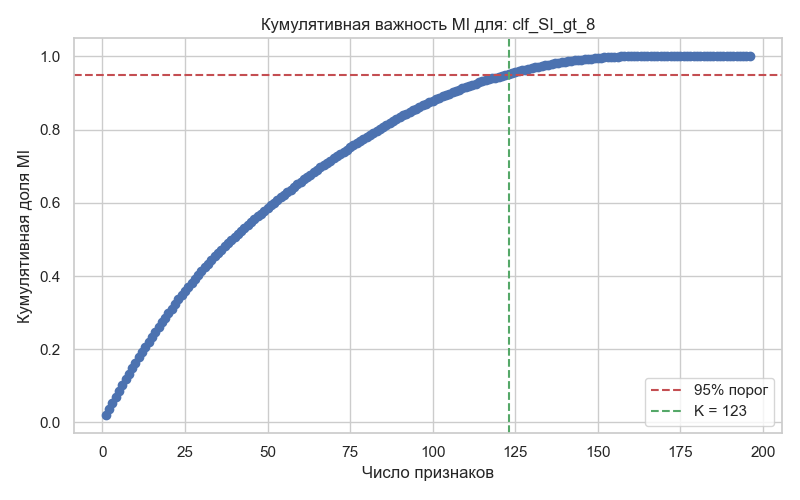 Кумулятивная важность MI для: clf_SI_gt_8
Кумулятивная доля MI
1.0
0.8
0.6
0.4
0.2
0.0
0 25 50 75 100 125 150 175 200
Число признаков
95% порог
K = 123